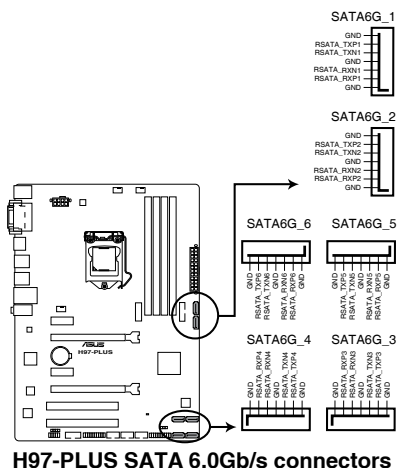 SATA6G_1
GND
RSATA_TXP1
RSATA_TXN1
GND
RSATA_RXN1
RSATA_RXP1
GND
SATA6G_2
GND
RSATA_TXP2
RSATA_TXN2
GND
RSATA_RXN2
RSATA_RXP2
GND
SATA6G_6
GND
RSATA_TXP6
RSATA_TXN6
GND
RSATA_RXN6
RSATA_RXP6
GND
SATA6G_5
GND
RSATA_TXP5
RSATA_TXN5
GND
RSATA_RXN5
RSATA_RXP5
GND
/ISUS
H97-PLUS
SATA6G_4
GND
RSATA_RXP4
RSATA_RXN4
GND
RSATA_TXN4
RSATA_TXP4
GND
SATA6G_3
GND
RSATA_RXP3
RSATA_RXN3
GND
RSATA_TXN3
RSATA_TXP3
GND
H97-PLUS SATA 6.0Gb/s connectors